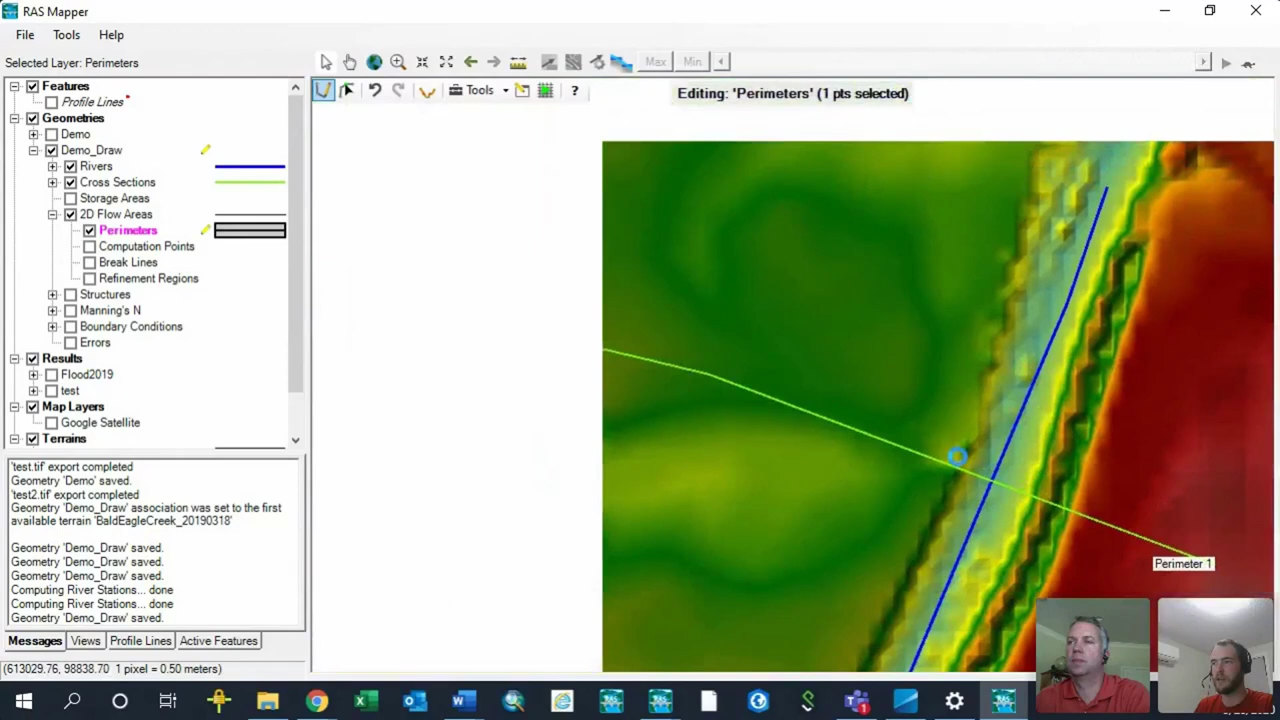 RAS Mapper
File Tools Help
Selected Layer: Perimeters
Max Min
Features
Profile Lines
Geometries
Demo
Demo_Draw
Rivers
Cross Sections
Storage Areas
2D Flow Areas
Perimeters
Computation Points
Break Lines
Refinement Regions
Structures
Manning's N
Boundary Conditions
Errors
Results
Flood2019
test
Map Layers
Google Satellite
Terrains
Tools ?
Editing: 'Perimeters' (1 pts selected)
Perimeter 1
'test.tif' export completed
Geometry 'Demo' saved.
'test2.tif' export completed
Geometry 'Demo_Draw' association was set to the first
available terrain 'BaldEagleCreek_20190318'
Geometry 'Demo_Draw' saved.
Geometry 'Demo_Draw' saved.
Geometry 'Demo_Draw' saved.
Computing River Stations... done
Computing River Stations... done
Geometry 'Demo_Draw' saved.
Messages Views Profile Lines Active Features
(613029.76, 98838.70 1 pixel = 0.50 meters)